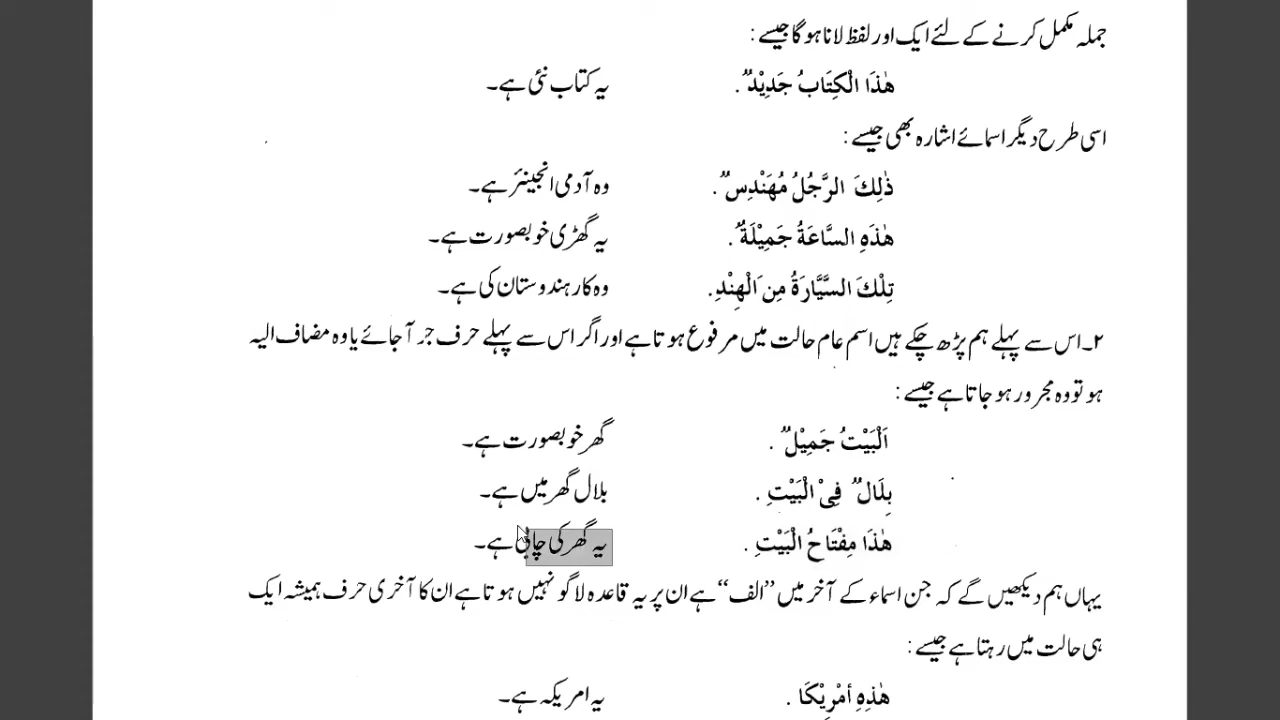 جملہ مکمل کرنے کے لئے ایک اور لفظ لانا ہوگا جیسے :
هٰذَا الْكِتَابُ جَدِيْدٌ . یہ کتاب نئی ہے۔
اسی طرح دیگر اسمائے اشارہ بھی جیسے :
ذٰلِكَ الرَّجُلُ مُهَنْدِسٌ . وہ آدمی انجینئر ہے۔
هٰذَهِ السَّاعَةُ جَمِيْلَةٌ . یہ گھڑی خوبصورت ہے۔
تِلْكَ السَّيَّارَةُ مِنَ الْهِنْدِ . وہ کار ہندوستان کی ہے۔
۲۔ اس سے پہلے ہم پڑھ چکے ہیں اسم عام حالت میں مرفوع ہوتا ہے اور اگر اس سے پہلے حرف جر آجائے یا وہ مضاف الیہ
ہو تو وہ مجرور ہو جاتا ہے جیسے :
اَلْبَيْتُ جَمِيْلٌ . گھر خوبصورت ہے۔
بِلَالٌ فِىْ الْبَيْتِ . بلال گھر میں ہے۔
هٰذَا مِفْتَاحُ الْبَيْتِ . یہ گھر کی چابی ہے۔
یہاں ہم دیکھیں گے کہ جن اسماء کے آخر میں ’’الف‘‘ ہے ان پر یہ قاعدہ لاگو نہیں ہوتا ہے ان کا آخری حرف ہمیشہ ایک
ہی حالت میں رہتا ہے جیسے :
هٰذِهِ أمْرِيْكَا . یہ امریکہ ہے۔